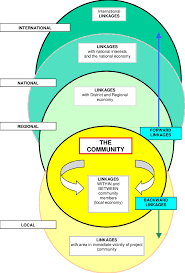 International
LINKAGES
INTERNATIONAL
LINKAGES
with national interests
and the national economy
NATIONAL
LINKAGES
with District and Regional
economy
REGIONAL
FORWARD
LINKAGES
THE
COMMUNITY
LINKAGES
WITHIN and
BETWEEN
community
members
(local economy)
BACKWARD
LINKAGES
LOCAL
LINKAGES
with area in immediate vicinity of project
community